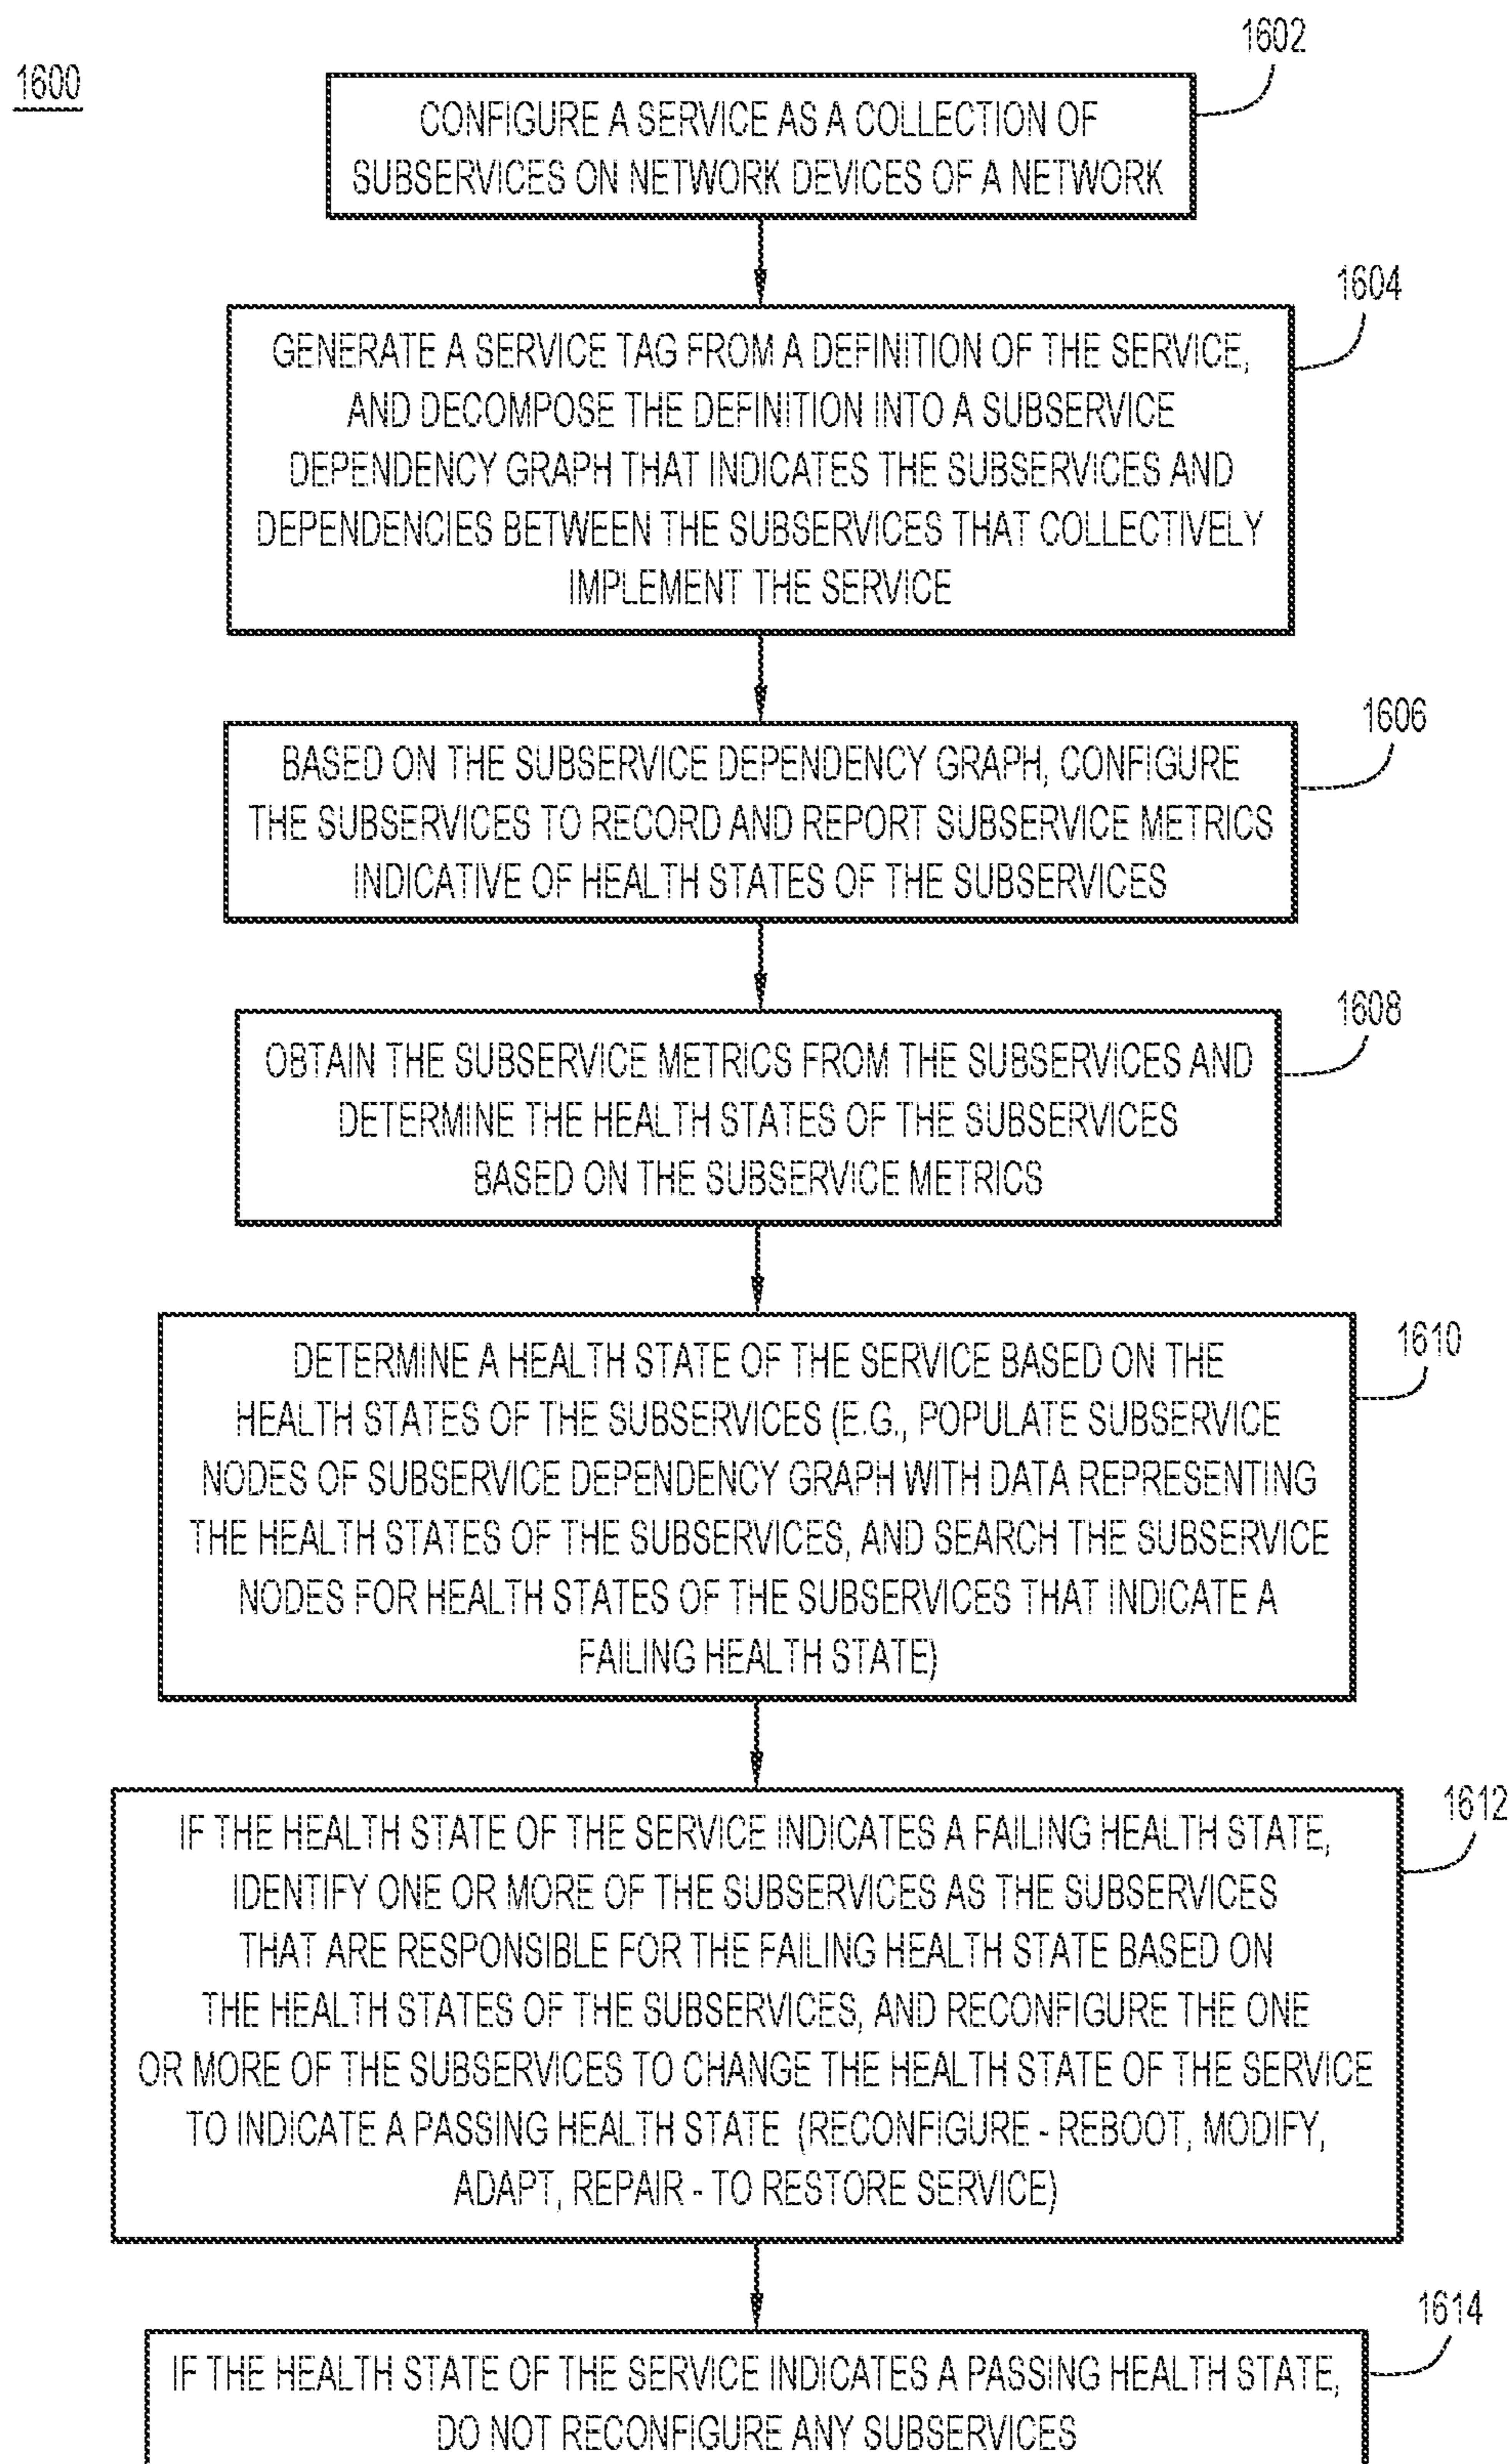 1600
1602
CONFIGURE A SERVICE AS A COLLECTION OF
SUBSERVICES ON NETWORK DEVICES OF A NETWORK
1604
GENERATE A SERVICE TAG FROM A DEFINITION OF THE SERVICE,
AND DECOMPOSE THE DEFINITION INTO A SUBSERVICE
DEPENDENCY GRAPH THAT INDICATES THE SUBSERVICES AND
DEPENDENCIES BETWEEN THE SUBSERVICES THAT COLLECTIVELY
IMPLEMENT THE SERVICE
1606
BASED ON THE SUBSERVICE DEPENDENCY GRAPH, CONFIGURE
THE SUBSERVICES TO RECORD AND REPORT SUBSERVICE METRICS
INDICATIVE OF HEALTH STATES OF THE SUBSERVICES
1608
OBTAIN THE SUBSERVICE METRICS FROM THE SUBSERVICES AND
DETERMINE THE HEALTH STATES OF THE SUBSERVICES
BASED ON THE SUBSERVICE METRICS
1610
DETERMINE A HEALTH STATE OF THE SERVICE BASED ON THE
HEALTH STATES OF THE SUBSERVICES (E.G., POPULATE SUBSERVICE
NODES OF SUBSERVICE DEPENDENCY GRAPH WITH DATA REPRESENTING
THE HEALTH STATES OF THE SUBSERVICES, AND SEARCH THE SUBSERVICE
NODES FOR HEALTH STATES OF THE SUBSERVICES THAT INDICATE A
FAILING HEALTH STATE)
1612
IF THE HEALTH STATE OF THE SERVICE INDICATES A FAILING HEALTH STATE,
IDENTIFY ONE OR MORE OF THE SUBSERVICES AS THE SUBSERVICES
THAT ARE RESPONSIBLE FOR THE FAILING HEALTH STATE BASED ON
THE HEALTH STATES OF THE SUBSERVICES, AND RECONFIGURE THE ONE
OR MORE OF THE SUBSERVICES TO CHANGE THE HEALTH STATE OF THE SERVICE
TO INDICATE A PASSING HEALTH STATE (RECONFIGURE - REBOOT, MODIFY,
ADAPT, REPAIR - TO RESTORE SERVICE)
1614
IF THE HEALTH STATE OF THE SERVICE INDICATES A PASSING HEALTH STATE,
DO NOT RECONFIGURE ANY SUBSERVICES